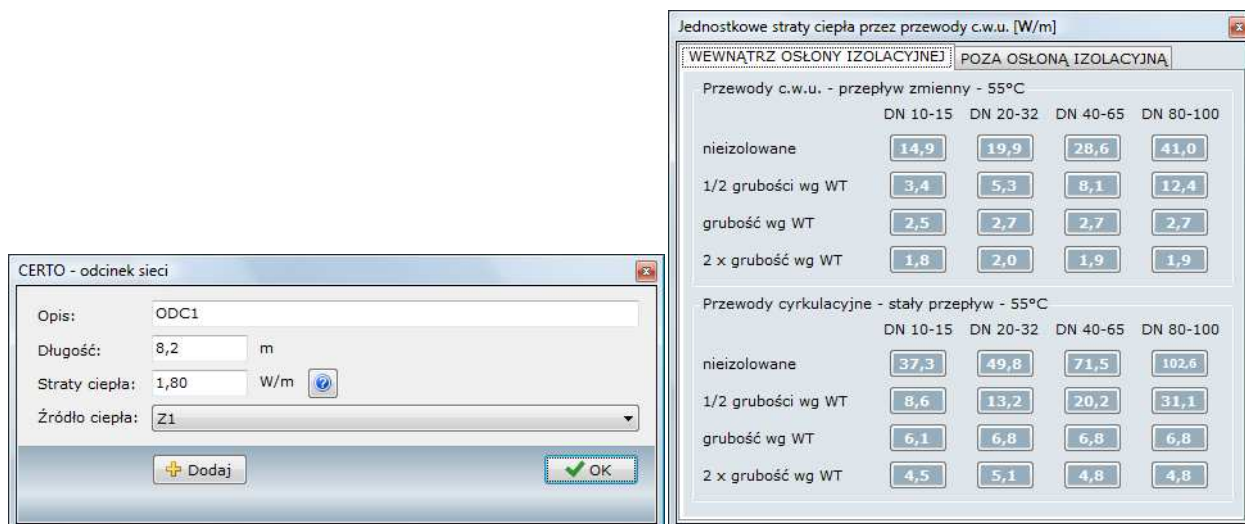 CERTO - odcinek sieci
Opis: ODC1
Długość: 8,2 m
Straty ciepła: 1,80 W/m
Źródło ciepła: Z1
Dodaj OK
Jednostkowe straty ciepła przez przewody c.w.u. [W/m]
WEWNĄTRZ OSŁONY IZOLACYJNEJ POZA OSŁONĄ IZOLACYJNĄ
Przewody c.w.u. - przepływ zmienny - 55°C
DN 10-15 DN 20-32 DN 40-65 DN 80-100
nieizolowane 14,9 19,9 28,6 41,0
1/2 grubości wg WT 3,4 5,3 8,1 12,4
grubość wg WT 2,5 2,7 2,7 2,7
2 x grubość wg WT 1,8 2,0 1,9 1,9
Przewody cyrkulacyjne - stały przepływ - 55°C
DN 10-15 DN 20-32 DN 40-65 DN 80-100
nieizolowane 37,3 49,8 71,5 102,6
1/2 grubości wg WT 8,6 13,2 20,2 31,1
grubość wg WT 6,1 6,8 6,8 6,8
2 x grubość wg WT 4,5 5,1 4,8 4,8